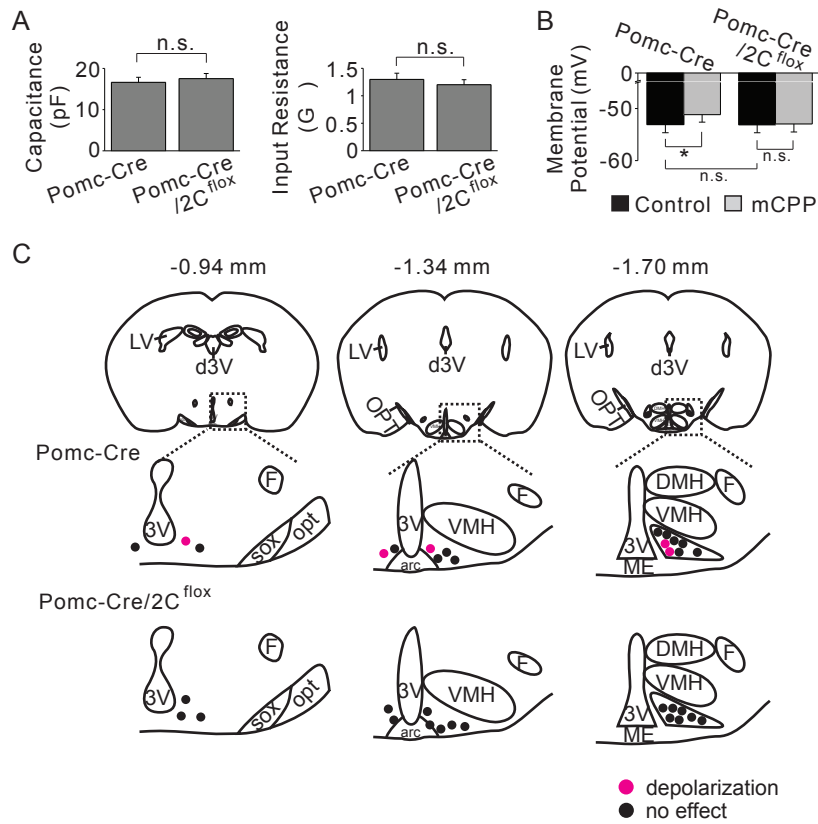 A
Capacitance
(pF)
20
10
0
n.s.
Pomc-Cre
Pomc-Cre
/2C flox
Input Resistance
(G )
1.5
1
0.5
0
n.s.
Pomc-Cre
Pomc-Cre
/2C flox
B
Pomc-Cre
Pomc-Cre
/2C flox
Membrane
Potential (mV)
0
-50
-60
*
n.s.
n.s.
Control mCPP
C
-0.94 mm -1.34 mm -1.70 mm
LV
d3V
LV
d3V
OPT
LV
d3V
OPT
Pomc-Cre
3V
F
sox
opt
3V
F
VMH
arc
DMH
F
VMH
3V
ME
Pomc-Cre/2C flox
3V
F
sox
opt
3V
F
VMH
arc
DMH
F
VMH
3V
ME
depolarization
no effect